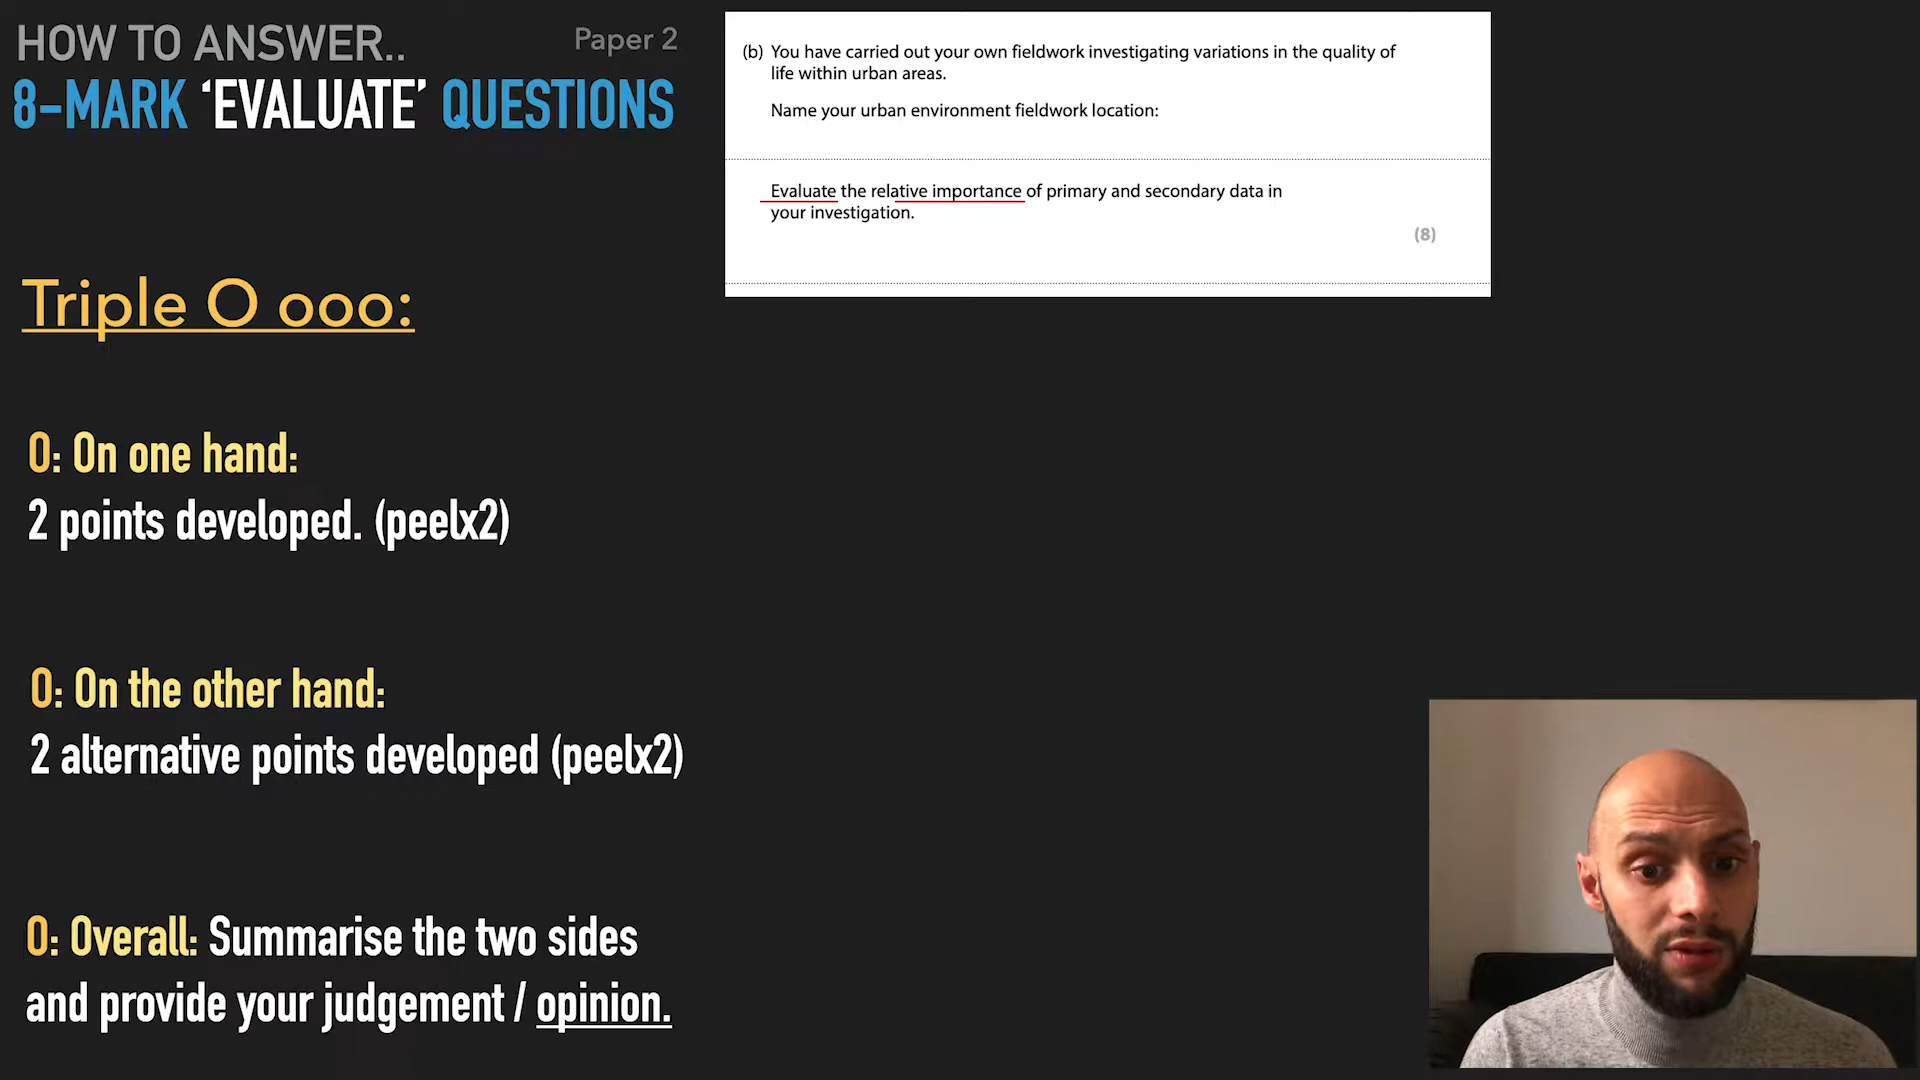 HOW TO ANSWER..
Paper 2
8-MARK ‘EVALUATE’ QUESTIONS
(b) You have carried out your own fieldwork investigating variations in the quality of
life within urban areas.
Name your urban environment fieldwork location:
Evaluate the relative importance of primary and secondary data in
your investigation.
(8)
Triple O ooo:
O: On one hand:
2 points developed. (peelx2)
O: On the other hand:
2 alternative points developed (peelx2)
O: Overall: Summarise the two sides
and provide your judgement / opinion.